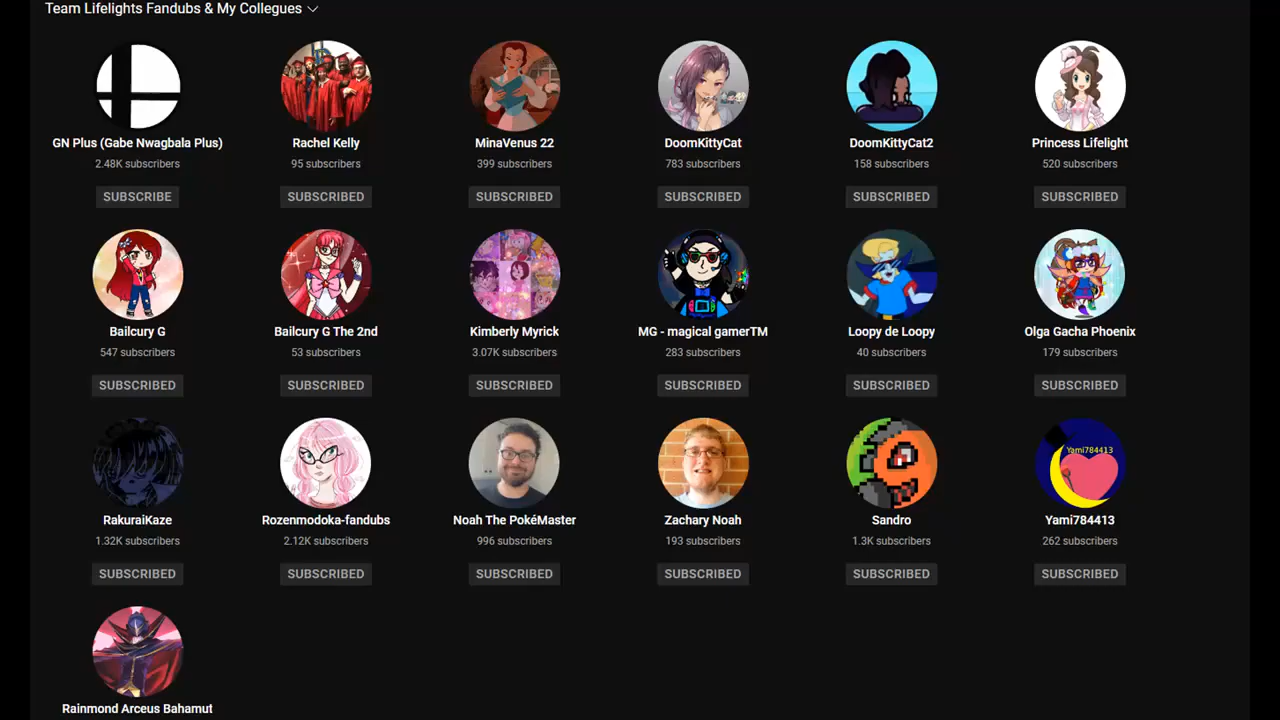 Team Lifelights Fandubs & My Collegues
GN Plus (Gabe Nwagbala Plus)
2.48K subscribers
SUBSCRIBE
Rachel Kelly
95 subscribers
SUBSCRIBED
MinaVenus 22
399 subscribers
SUBSCRIBED
DoomKittyCat
783 subscribers
SUBSCRIBED
DoomKittyCat2
158 subscribers
SUBSCRIBED
Princess Lifelight
520 subscribers
SUBSCRIBED
Bailcury G
547 subscribers
SUBSCRIBED
Bailcury G The 2nd
53 subscribers
SUBSCRIBED
Kimberly Myrick
3.07K subscribers
SUBSCRIBED
MG - magical gamerTM
283 subscribers
SUBSCRIBED
Loopy de Loopy
40 subscribers
SUBSCRIBED
Olga Gacha Phoenix
179 subscribers
SUBSCRIBED
RakuraiKaze
1.32K subscribers
SUBSCRIBED
Rozenmodoka-fandubs
2.12K subscribers
SUBSCRIBED
Noah The PokéMaster
996 subscribers
SUBSCRIBED
Zachary Noah
193 subscribers
SUBSCRIBED
Sandro
1.3K subscribers
SUBSCRIBED
Yami784413
Yami784413
262 subscribers
SUBSCRIBED
Rainmond Arceus Bahamut